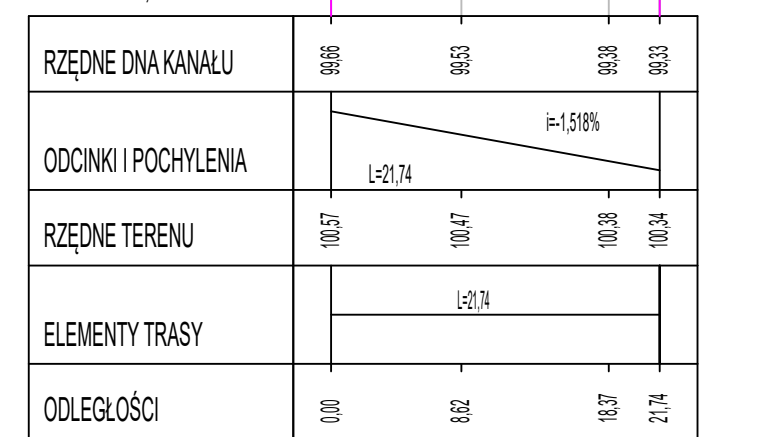 RZĘDNE DNA KANAŁU 99,66 99,53 99,38 99,33
i=-1,518%
ODCINKI I POCHYLENIA
L=21,74
RZĘDNE TERENU 100,57 100,47 100,38 100,34
L=21,74
ELEMENTY TRASY
ODLEGŁOŚCI 0,00 8,62 18,37 21,74